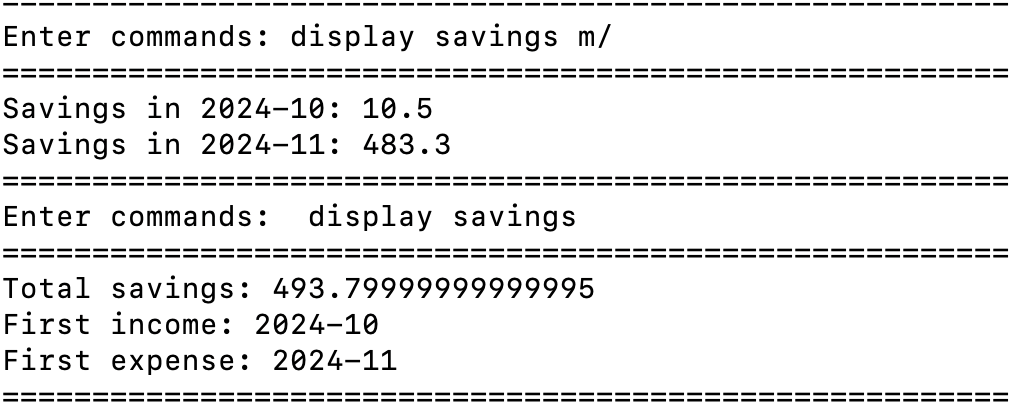 ========================================================
Enter commands: display savings m/
========================================================
Savings in 2024-10: 10.5
Savings in 2024-11: 483.3
========================================================
Enter commands:  display savings
========================================================
Total savings: 493.79999999999995
First income: 2024-10
First expense: 2024-11
========================================================